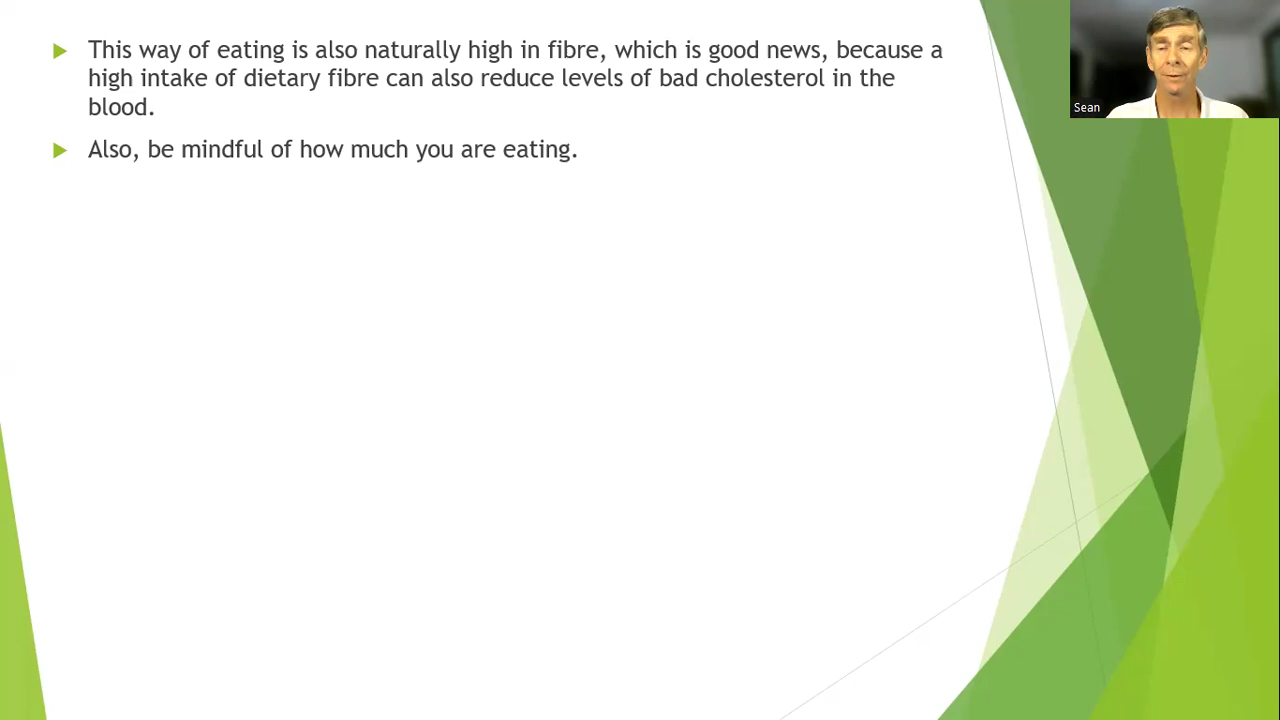 This way of eating is also naturally high in fibre, which is good news, because a
high intake of dietary fibre can also reduce levels of bad cholesterol in the
blood.
Also, be mindful of how much you are eating.
Sean